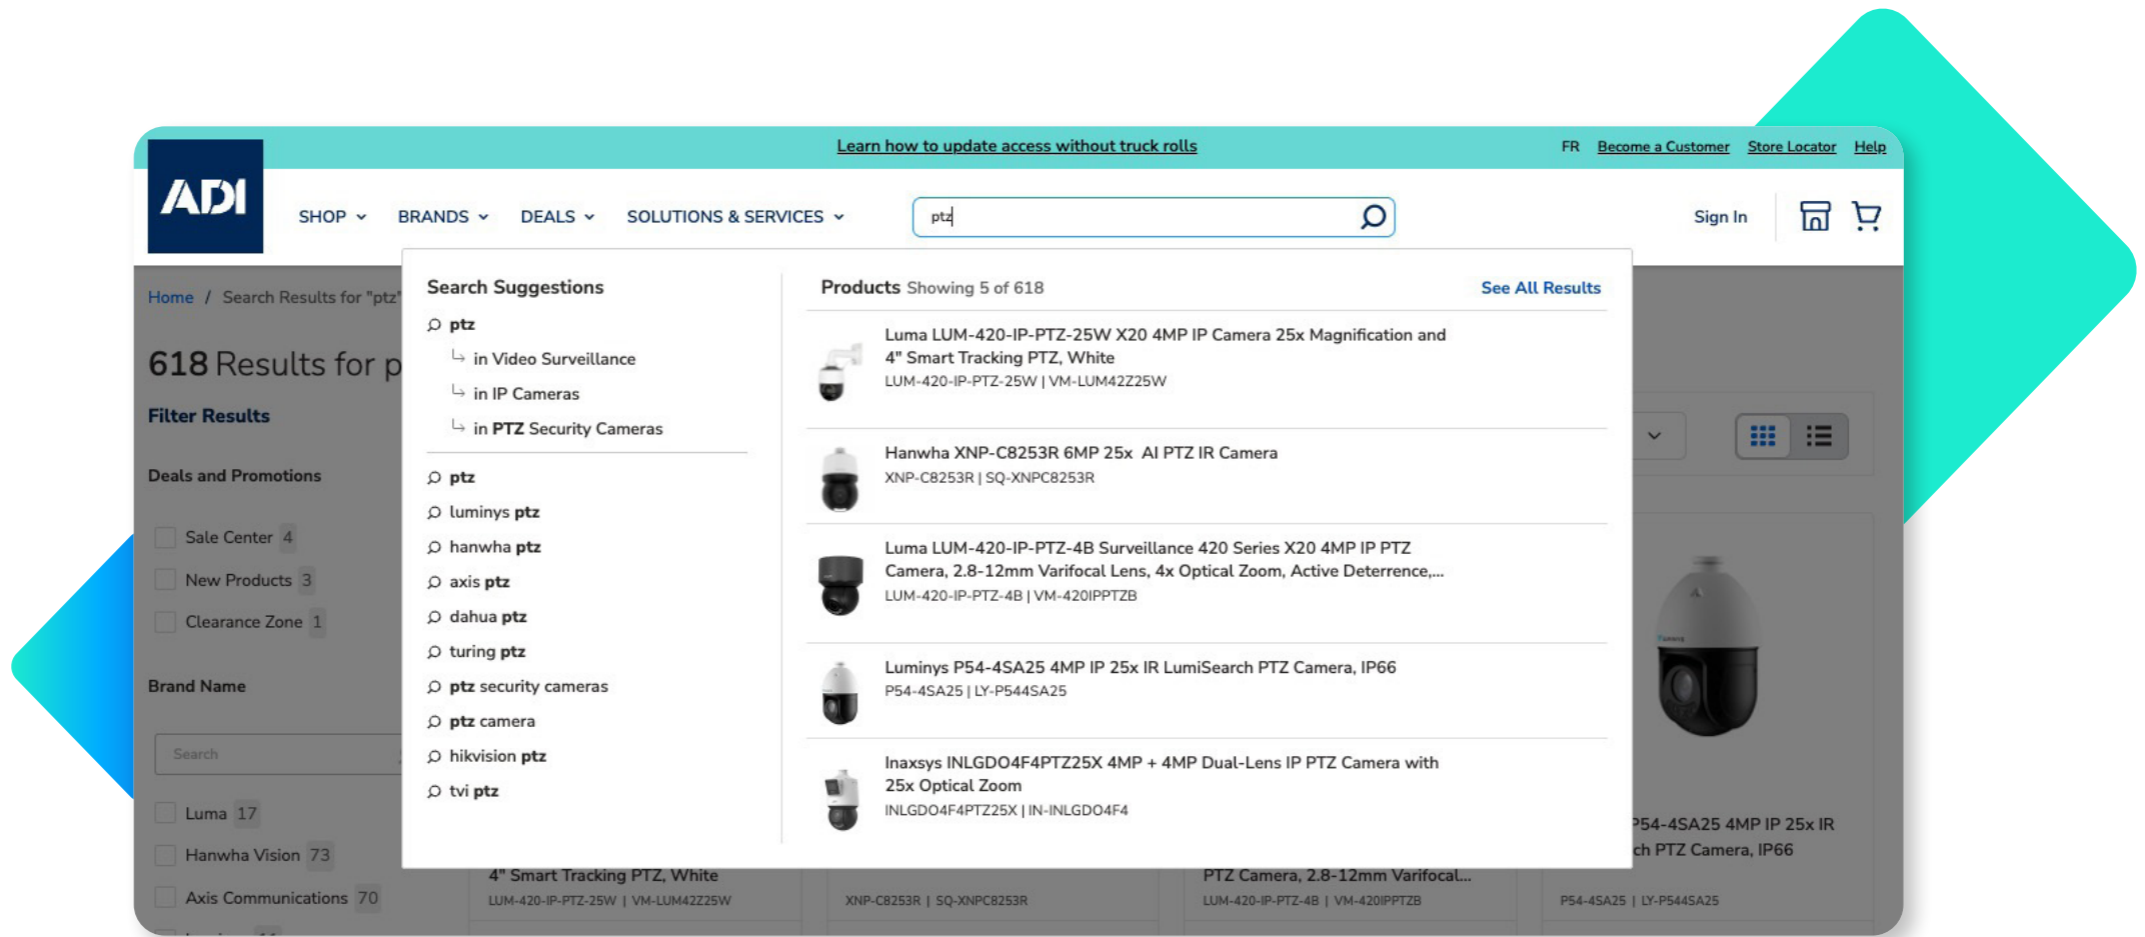 Learn how to update access without truck rolls
FR Become a Customer Store Locator Help
ADI
SHOP BRANDS DEALS SOLUTIONS & SERVICES
ptz
Sign In
Home / Search Results for "ptz"
618 Results for p
Filter Results
Deals and Promotions
Sale Center 4
New Products 3
Clearance Zone 1
Brand Name
Search
Luma 17
Hanwha Vision 73
Axis Communications 70
Search Suggestions
ptz
in Video Surveillance
in IP Cameras
in PTZ Security Cameras
ptz
luminys ptz
hanwha ptz
axis ptz
dahua ptz
turing ptz
ptz security cameras
ptz camera
hikvision ptz
tvi ptz
Products Showing 5 of 618
See All Results
Luma LUM-420-IP-PTZ-25W X20 4MP IP Camera 25x Magnification and
4" Smart Tracking PTZ, White
LUM-420-IP-PTZ-25W | VM-LUM42Z25W
Hanwha XNP-C8253R 6MP 25x AI PTZ IR Camera
XNP-C8253R | SQ-XNPC8253R
Luma LUM-420-IP-PTZ-4B Surveillance 420 Series X20 4MP IP PTZ
Camera, 2.8-12mm Varifocal Lens, 4x Optical Zoom, Active Deterrence,...
LUM-420-IP-PTZ-4B | VM-420IPPTZB
Luminys P54-4SA25 4MP IP 25x IR LumiSearch PTZ Camera, IP66
P54-4SA25 | LY-P544SA25
Inaxsys INLGDO4F4PTZ25X 4MP + 4MP Dual-Lens IP PTZ Camera with
25x Optical Zoom
INLGDO4F4PTZ25X | IN-INLGDO4F4
4" Smart Tracking PTZ, White
LUM-420-IP-PTZ-25W | VM-LUM42Z25W
XNP-C8253R | SQ-XNPC8253R
PTZ Camera, 2.8-12mm Varifocal...
LUM-420-IP-PTZ-4B | VM-420IPPTZB
P54-4SA25 4MP IP 25x IR
ch PTZ Camera, IP66
P54-4SA25 | LY-P544SA25